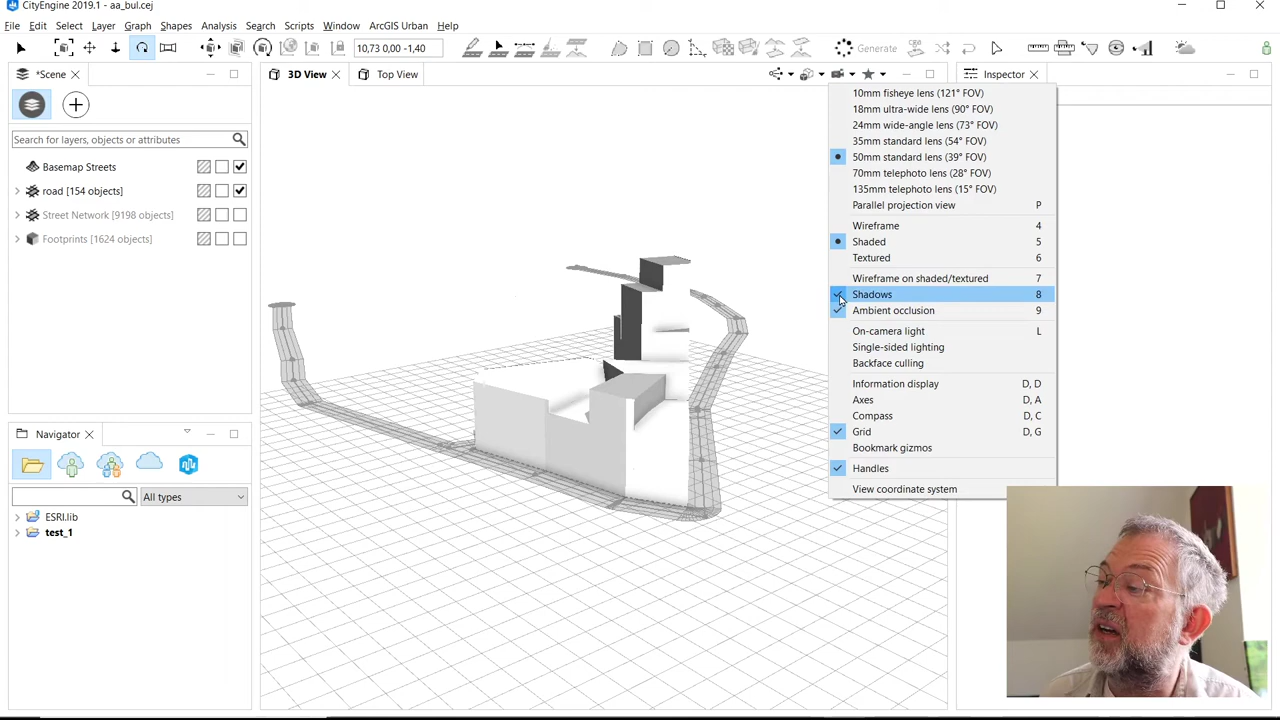 CityEngine 2019.1 - aa_bul.cej
File Edit Select Layer Graph Shapes Analysis Search Scripts Window ArcGIS Urban Help
10,73 0,00 -1,40
Generate
*Scene
3D View
Top View
Inspector
Search for layers, objects or attributes
Basemap Streets
road [154 objects]
Street Network [9198 objects]
Footprints [1624 objects]
Navigator
All types
ESRI.lib
test_1
10mm fisheye lens (121° FOV)
18mm ultra-wide lens (90° FOV)
24mm wide-angle lens (73° FOV)
35mm standard lens (54° FOV)
50mm standard lens (39° FOV)
70mm telephoto lens (28° FOV)
135mm telephoto lens (15° FOV)
Parallel projection view P
Wireframe 4
Shaded 5
Textured 6
Wireframe on shaded/textured 7
Shadows 8
Ambient occlusion 9
On-camera light L
Single-sided lighting
Backface culling
Information display D, D
Axes D, A
Compass D, C
Grid D, G
Bookmark gizmos
Handles
View coordinate system